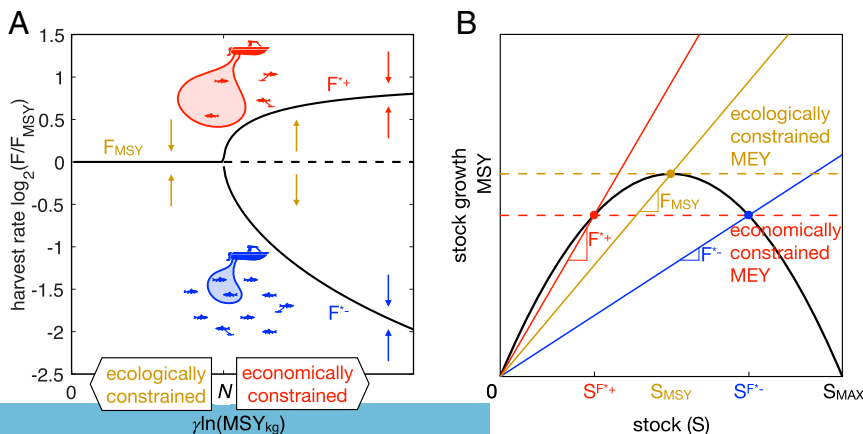 A
harvest rate log2(F/FMSY)
1.5
1
0.5
0
-0.5
-1
-1.5
-2
-2.5
F*+
FMSY
F*-
ecologically
constrained
economically
constrained
0
N
γln(MSYkg)
B
stock growth
MSY
ecologically
constrained
MEY
FMSY
F*+
F*-
economically
constrained
MEY
0
SF*+
SMSY
SF*-
SMAX
stock (S)